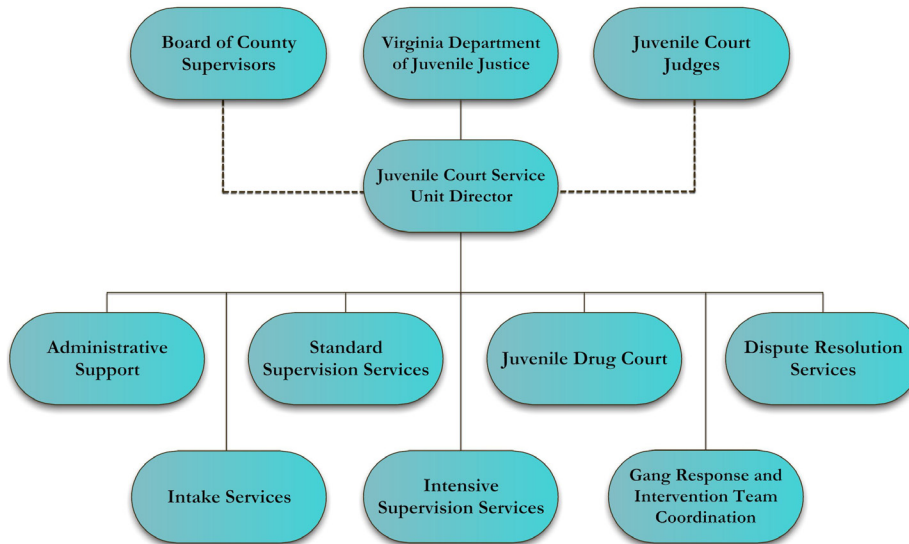 Board of County
Supervisors
Virginia Department
of Juvenile Justice
Juvenile Court
Judges
Juvenile Court Service
Unit Director
Administrative
Support
Standard
Supervision Services
Juvenile Drug Court
Dispute Resolution
Services
Intake Services
Intensive
Supervision Services
Gang Response and
Intervention Team
Coordination